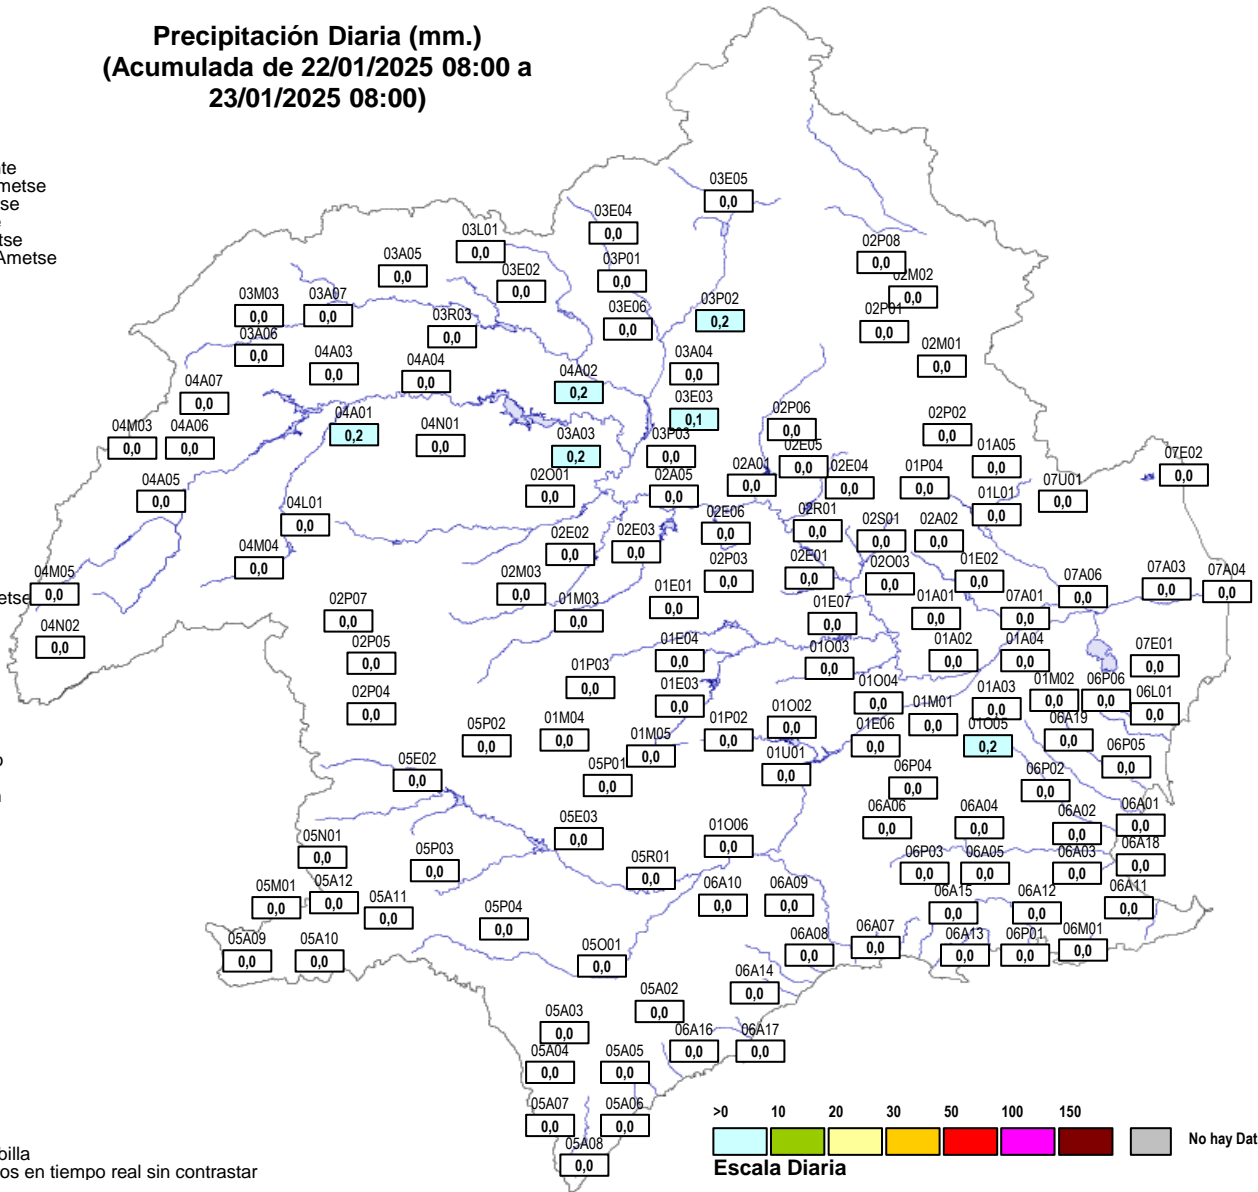 Precipitación Diaria (mm.)
(Acumulada de 22/01/2025 08:00 a
23/01/2025 08:00)
nte
Ametse
tse
e
etse
Ametse
03E05
0,0
03E04
0,0
03L01
0,0
03A05
0,0
03P01
0,0
03E02
0,0
02P08
0,0
02M02
0,0
03M03
0,0
03A07
0,0
03P02
0,2
03E06
0,0
02P01
0,0
03R03
0,0
03A06
0,0
04A03
0,0
04A04
0,0
03A04
0,0
02M01
0,0
04A02
0,2
04A07
0,0
03E03
0,1
04A01
0,2
02P06
0,0
02P02
0,0
04M03
0,0
04A06
0,0
04N01
0,0
03A03
0,2
03P03
0,0
02E05
0,0
01A05
0,0
07E02
0,0
02A01
0,0
02E04
0,0
01P04
0,0
04A05
0,0
02O01
0,0
02A05
0,0
07U01
0,0
01L01
0,0
04L01
0,0
02E06
0,0
02R01
0,0
02S01
0,0
02A02
0,0
02E02
0,0
02E03
0,0
04M04
0,0
02P03
0,0
02E01
0,0
02O03
0,0
01E02
0,0
07A03
0,0
07A04
0,0
04M05
0,0
etse
02M03
0,0
07A06
0,0
01E01
0,0
01M03
0,0
02P07
0,0
01E07
0,0
01A01
0,0
07A01
0,0
04N02
0,0
02P05
0,0
01E04
0,0
01O03
0,0
01A02
0,0
01A04
0,0
07E01
0,0
01P03
0,0
01E03
0,0
01O04
0,0
01M02
0,0
06P06
0,0
01A03
0,0
06L01
0,0
02P04
0,0
01O02
0,0
01M01
0,0
05P02
0,0
01M04
0,0
01P02
0,0
01E06
0,0
01O05
0,2
06A19
0,0
01M05
0,0
01U01
0,0
06P05
0,0
05E02
0,0
05P01
0,0
06P04
0,0
06P02
0,0
05E03
0,0
01O06
0,0
06A06
0,0
06A04
0,0
06A02
0,0
06A01
0,0
05N01
0,0
05P03
0,0
05R01
0,0
06P03
0,0
06A05
0,0
06A03
0,0
06A18
0,0
05M01
0,0
05A12
0,0
05A11
0,0
06A10
0,0
06A09
0,0
06A15
0,0
06A12
0,0
06A11
0,0
05P04
0,0
05A09
0,0
05A10
0,0
05O01
0,0
06A08
0,0
06A07
0,0
06A13
0,0
06P01
0,0
06M01
0,0
06A14
0,0
05A02
0,0
05A03
0,0
06A16
0,0
06A17
0,0
05A04
0,0
05A05
0,0
05A07
0,0
05A06
0,0
05A08
0,0
>0 10 20 30 50 100 150
No hay Dat
Escala Diaria
billa
os en tiempo real sin contrastar